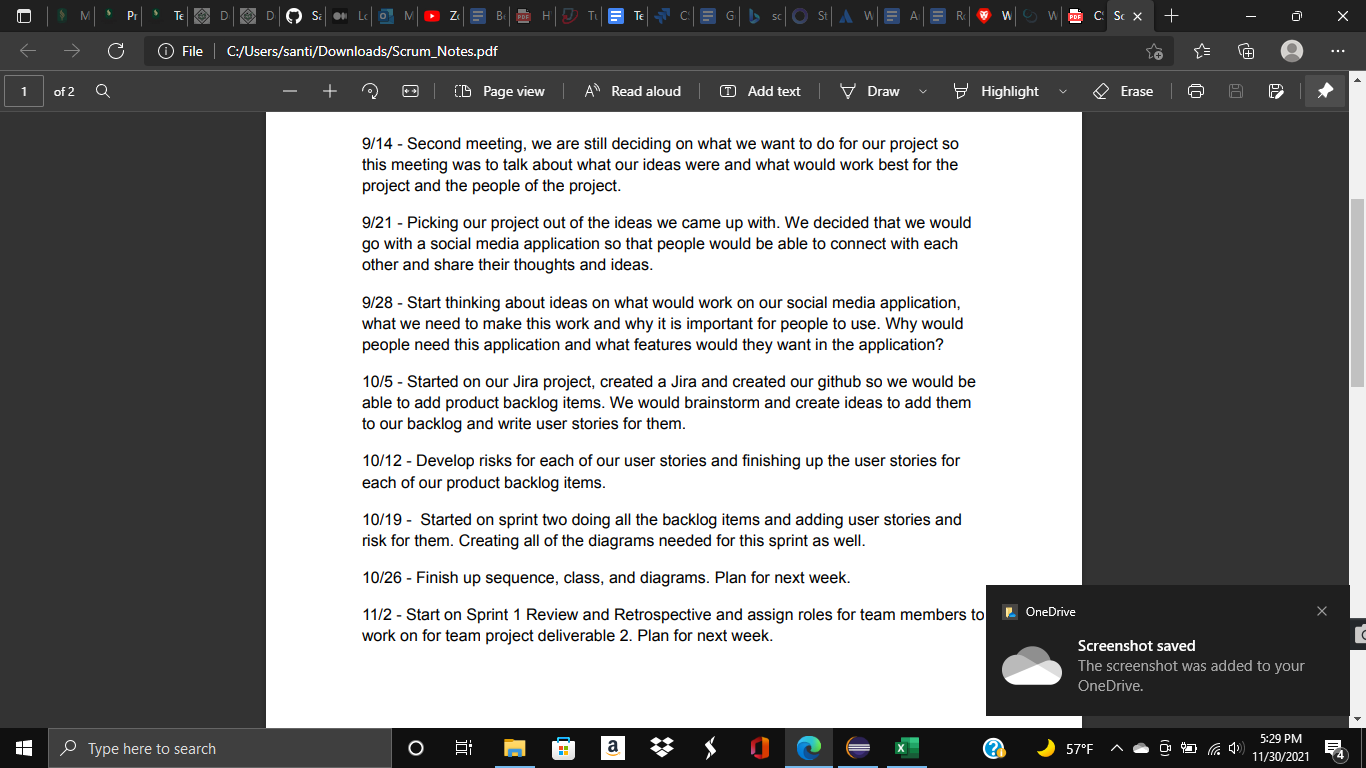 M
Pr
Te
D
D
Sa
Lo
M
Zo
Be
H
Tu
Te
C
G
sc
St
W
A
Ro
W
W
C
Sc
File
C:/Users/santi/Downloads/Scrum_Notes.pdf
1 of 2
Page view
Read aloud
Add text
Draw
Highlight
Erase
9/14 - Second meeting, we are still deciding on what we want to do for our project so
this meeting was to talk about what our ideas were and what would work best for the
project and the people of the project.
9/21 - Picking our project out of the ideas we came up with. We decided that we would
go with a social media application so that people would be able to connect with each
other and share their thoughts and ideas.
9/28 - Start thinking about ideas on what would work on our social media application,
what we need to make this work and why it is important for people to use. Why would
people need this application and what features would they want in the application?
10/5 - Started on our Jira project, created a Jira and created our github so we would be
able to add product backlog items. We would brainstorm and create ideas to add them
to our backlog and write user stories for them.
10/12 - Develop risks for each of our user stories and finishing up the user stories for
each of our product backlog items.
10/19 -  Started on sprint two doing all the backlog items and adding user stories and
risk for them. Creating all of the diagrams needed for this sprint as well.
10/26 - Finish up sequence, class, and diagrams. Plan for next week.
11/2 - Start on Sprint 1 Review and Retrospective and assign roles for team members to
work on for team project deliverable 2. Plan for next week.
OneDrive
Screenshot saved
The screenshot was added to your
OneDrive.
Type here to search
57°F
5:29 PM
11/30/2021
4